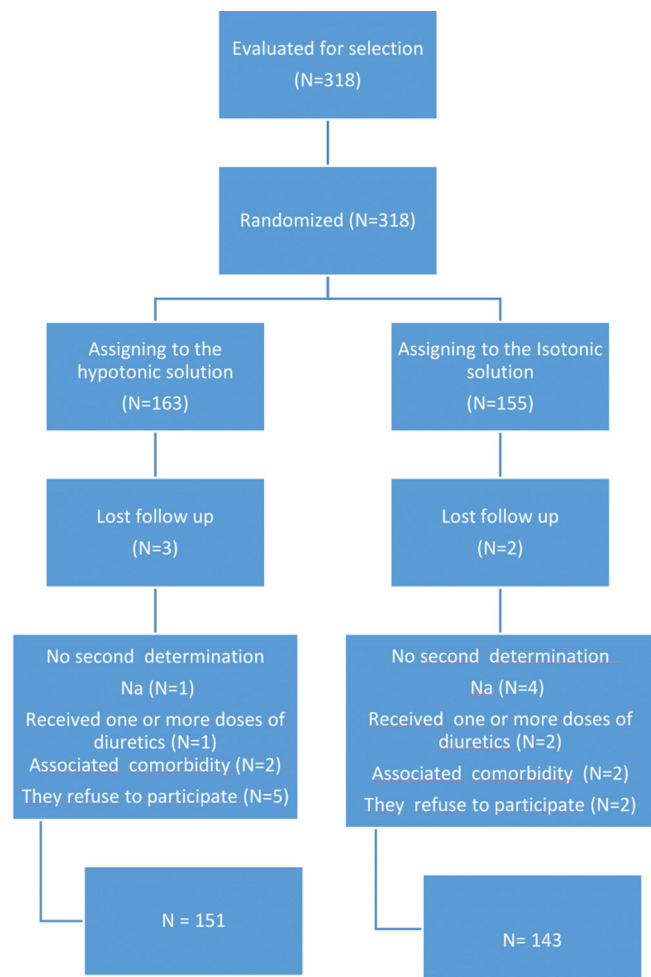 Evaluated for selection
(N=318)
Randomized (N=318)
Assigning to the
hypotonic solution
(N=163)
Assigning to the Isotonic
solution
(N=155)
Lost follow up
(N=3)
Lost follow up
(N=2)
No second determination
Na (N=1)
Received one or more doses of
diuretics (N=1)
Associated comorbidity (N=2)
They refuse to participate (N=5)
No second determination
Na (N=4)
Received one or more doses of
diuretics (N=2)
Associated comorbidity (N=2)
They refuse to participate (N=2)
N = 151
N= 143